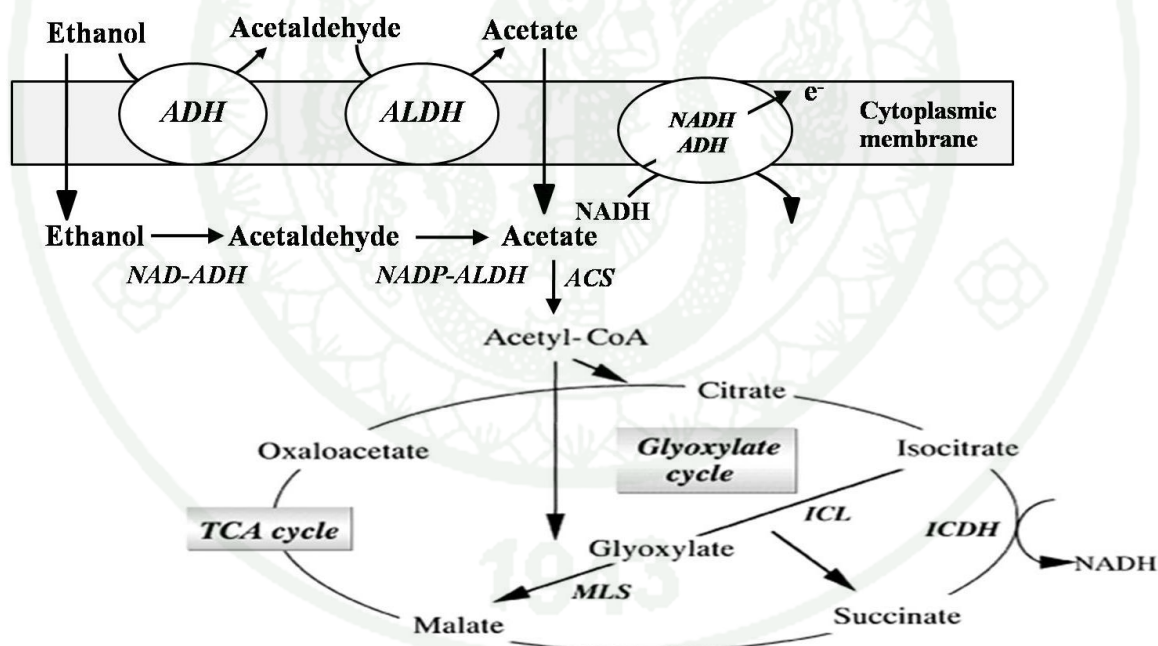 Ethanol
Acetaldehyde
Acetate
ADH
ALDH
NADH
ADH
e-
Cytoplasmic
membrane
NADH
Ethanol
Acetaldehyde
Acetate
NAD-ADH
NADP-ALDH
ACS
Acetyl-CoA
Citrate
Oxaloacetate
Glyoxylate
cycle
Isocitrate
TCA cycle
ICL
ICDH
Glyoxylate
NADH
MLS
Malate
Succinate
1943